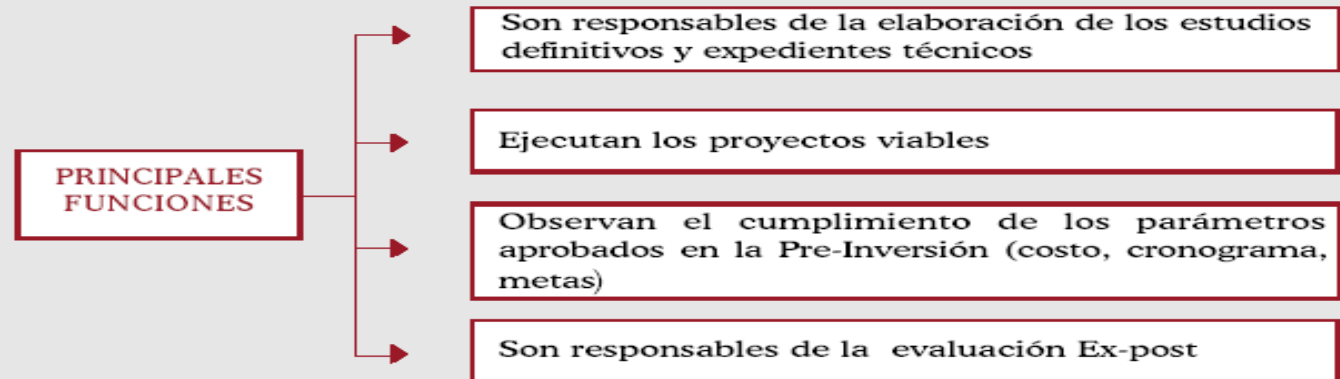 PRINCIPALES
FUNCIONES
Son responsables de la elaboración de los estudios
definitivos y expedientes técnicos
Ejecutan los proyectos viables
Observan el cumplimiento de los parámetros
aprobados en la Pre-Inversión (costo, cronograma,
metas)
Son responsables de la evaluación Ex-post